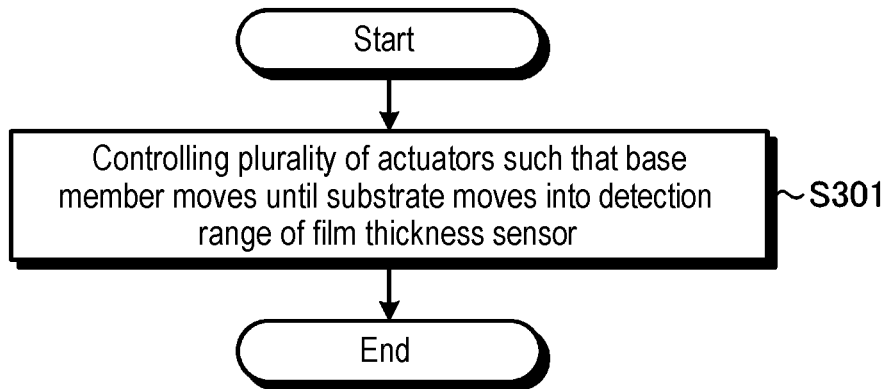 Start
Controlling plurality of actuators such that base
member moves until substrate moves into detection
range of film thickness sensor
~S301
End